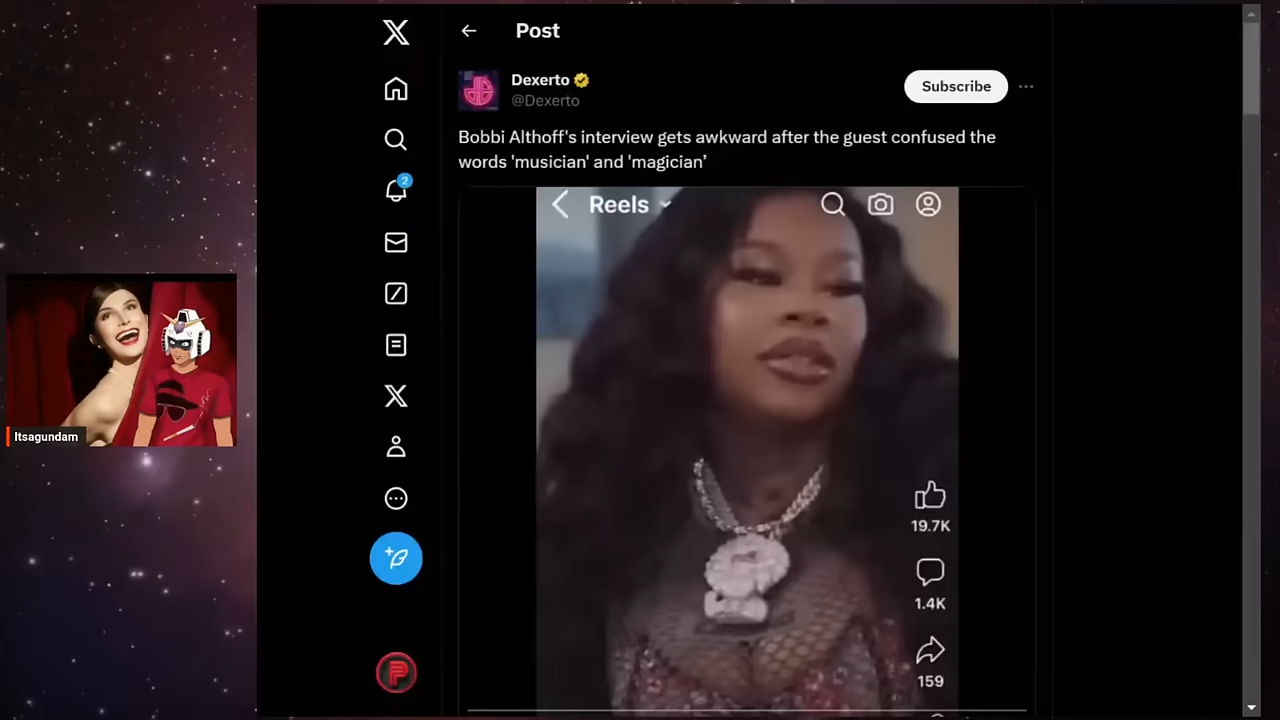 Post
Dexerto
@Dexerto
Subscribe
Bobbi Althoff's interview gets awkward after the guest confused the
words 'musician' and 'magician’
2
Reels
19.7K
1.4K
159
Itsagundam